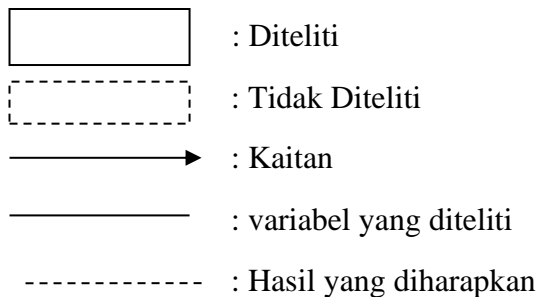 : Diteliti
: Tidak Diteliti
: Kaitan
: variabel yang diteliti
: Hasil yang diharapkan